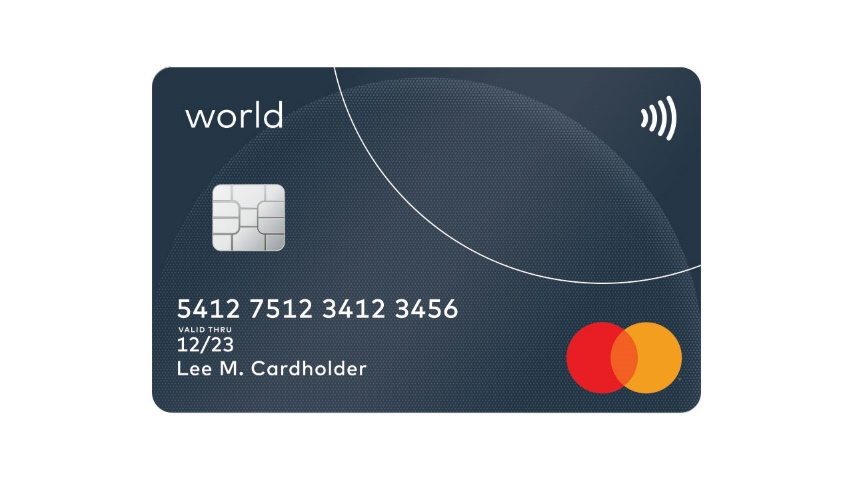 world
5412 7512 3412 3456
VALID THRU
12/23
Lee M. Cardholder